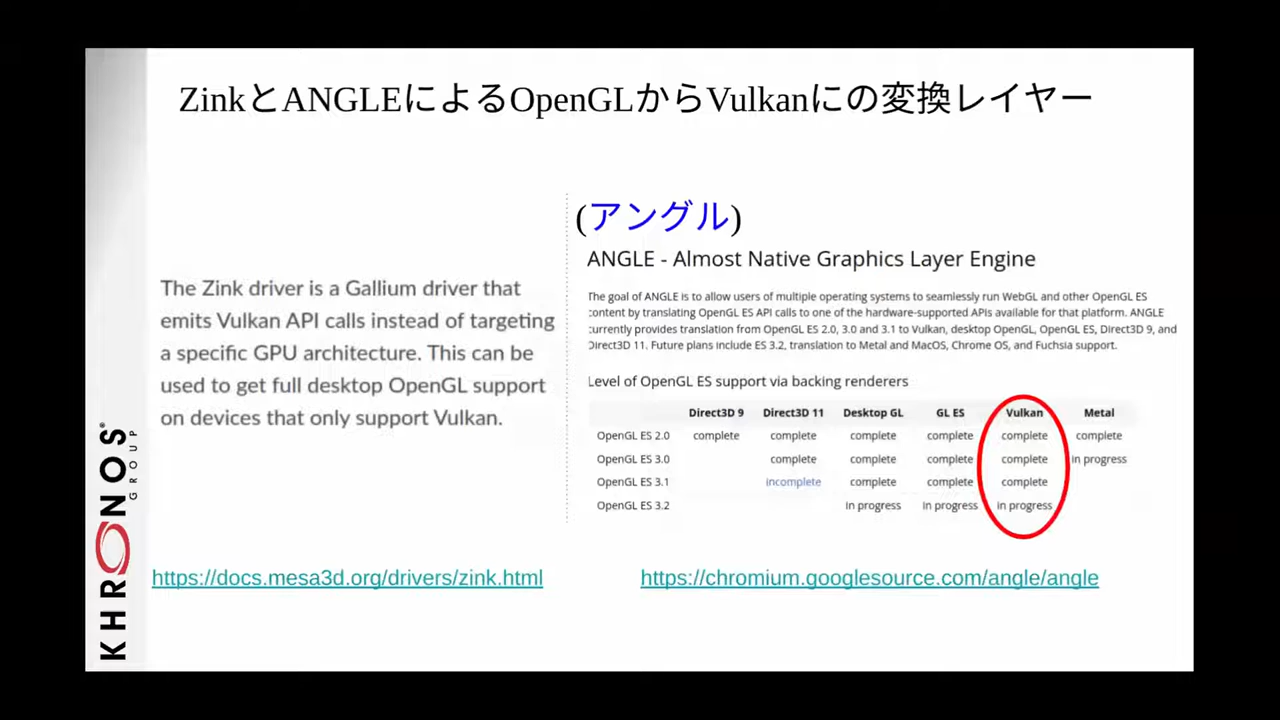 ZinkとANGLEによるOpenGLからVulkanにの変換レイヤー
The Zink driver is a Gallium driver that
emits Vulkan API calls instead of targeting
a specific GPU architecture. This can be
used to get full desktop OpenGL support
on devices that only support Vulkan.
https://docs.mesa3d.org/drivers/zink.html
(アングル)
ANGLE - Almost Native Graphics Layer Engine
The goal of ANGLE is to allow users of multiple operating systems to seamlessly run WebGL and other OpenGL ES
content by translating OpenGL ES API calls to one of the hardware-supported APIs available for that platform. ANGLE
currently provides translation from OpenGL ES 2.0, 3.0 and 3.1 to Vulkan, desktop OpenGL, OpenGL ES, Direct3D 9, and
Direct3D 11. Future plans include ES 3.2, translation to Metal and MacOS, Chrome OS, and Fuchsia support.
Level of OpenGL ES support via backing renderers
Direct3D 9 Direct3D 11 Desktop GL GL ES Vulkan Metal
OpenGL ES 2.0 complete complete complete complete complete complete
OpenGL ES 3.0 complete complete complete complete in progress
OpenGL ES 3.1 incomplete complete complete complete
OpenGL ES 3.2 in progress in progress in progress
https://chromium.googlesource.com/angle/angle
KHRONOS
GROUP